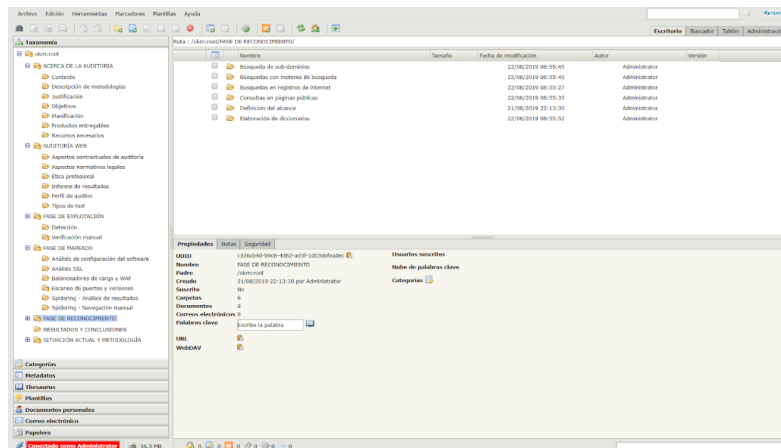 Archivo Edición Herramientas Marcadores Plantillas Ayuda
Escritorio Buscador Tablón Administración
Taxonomía
Ruta : /okm:root/FASE DE RECONOCIMIENTO/
okm:root
ACERCA DE LA AUDITORIA
Contexto
Descripción de metodologías
Justificación
Objetivos
Planificación
Productos entregables
Recursos necesarios
AUDITORÍA WEB
Aspectos contractuales de auditoría
Aspectos normativos legales
Ética profesional
Informe de resultados
Perfil de auditor
Tipos de test
FASE DE EXPLOTACIÓN
Detección
Verificación manual
FASE DE MAPEADO
Análisis de configuración del software
Análisis SSL
Balanceadores de carga y WAF
Escaneo de puertos y versiones
Spidering - Análisis de resultados
Spidering - Navegación manual
FASE DE RECONOCIMIENTO
RESULTADOS Y CONCLUSIONES
SITUACIÓN ACTUAL Y METODOLOGÍA
Categorías
Metadatos
Thesaurus
Plantillas
Documentos personales
Correo electrónico
Papelera
Nombre Tamaño Fecha de modificación Autor Versión
Búsqueda de sub-dominios 22/08/2019 08:55:45 Administrator
Búsquedas con motores de búsqueda 22/08/2019 08:55:40 Administrator
Búsquedas en registros de internet 22/08/2019 08:55:27 Administrator
Consultas en páginas públicas 22/08/2019 08:55:35 Administrator
Definición del alcance 21/08/2019 22:13:30 Administrator
Elaboración de diccionarios 22/08/2019 08:55:52 Administrator
Propiedades Notas Seguridad
UUID
Nombre FASE DE RECONOCIMIENTO
Padre /okm:root
Creado 21/08/2019 22:13:30 por Administrator
Suscrito No
Carpetas 6
Documentos 0
Correos electrónicos 0
Palabras clave Escribe la palabra
URL
WebDAV
Usuarios suscritos
Nube de palabras clave
Categorías
Conectado como Administrator 36.3 MB 0 0 0 0 0 0